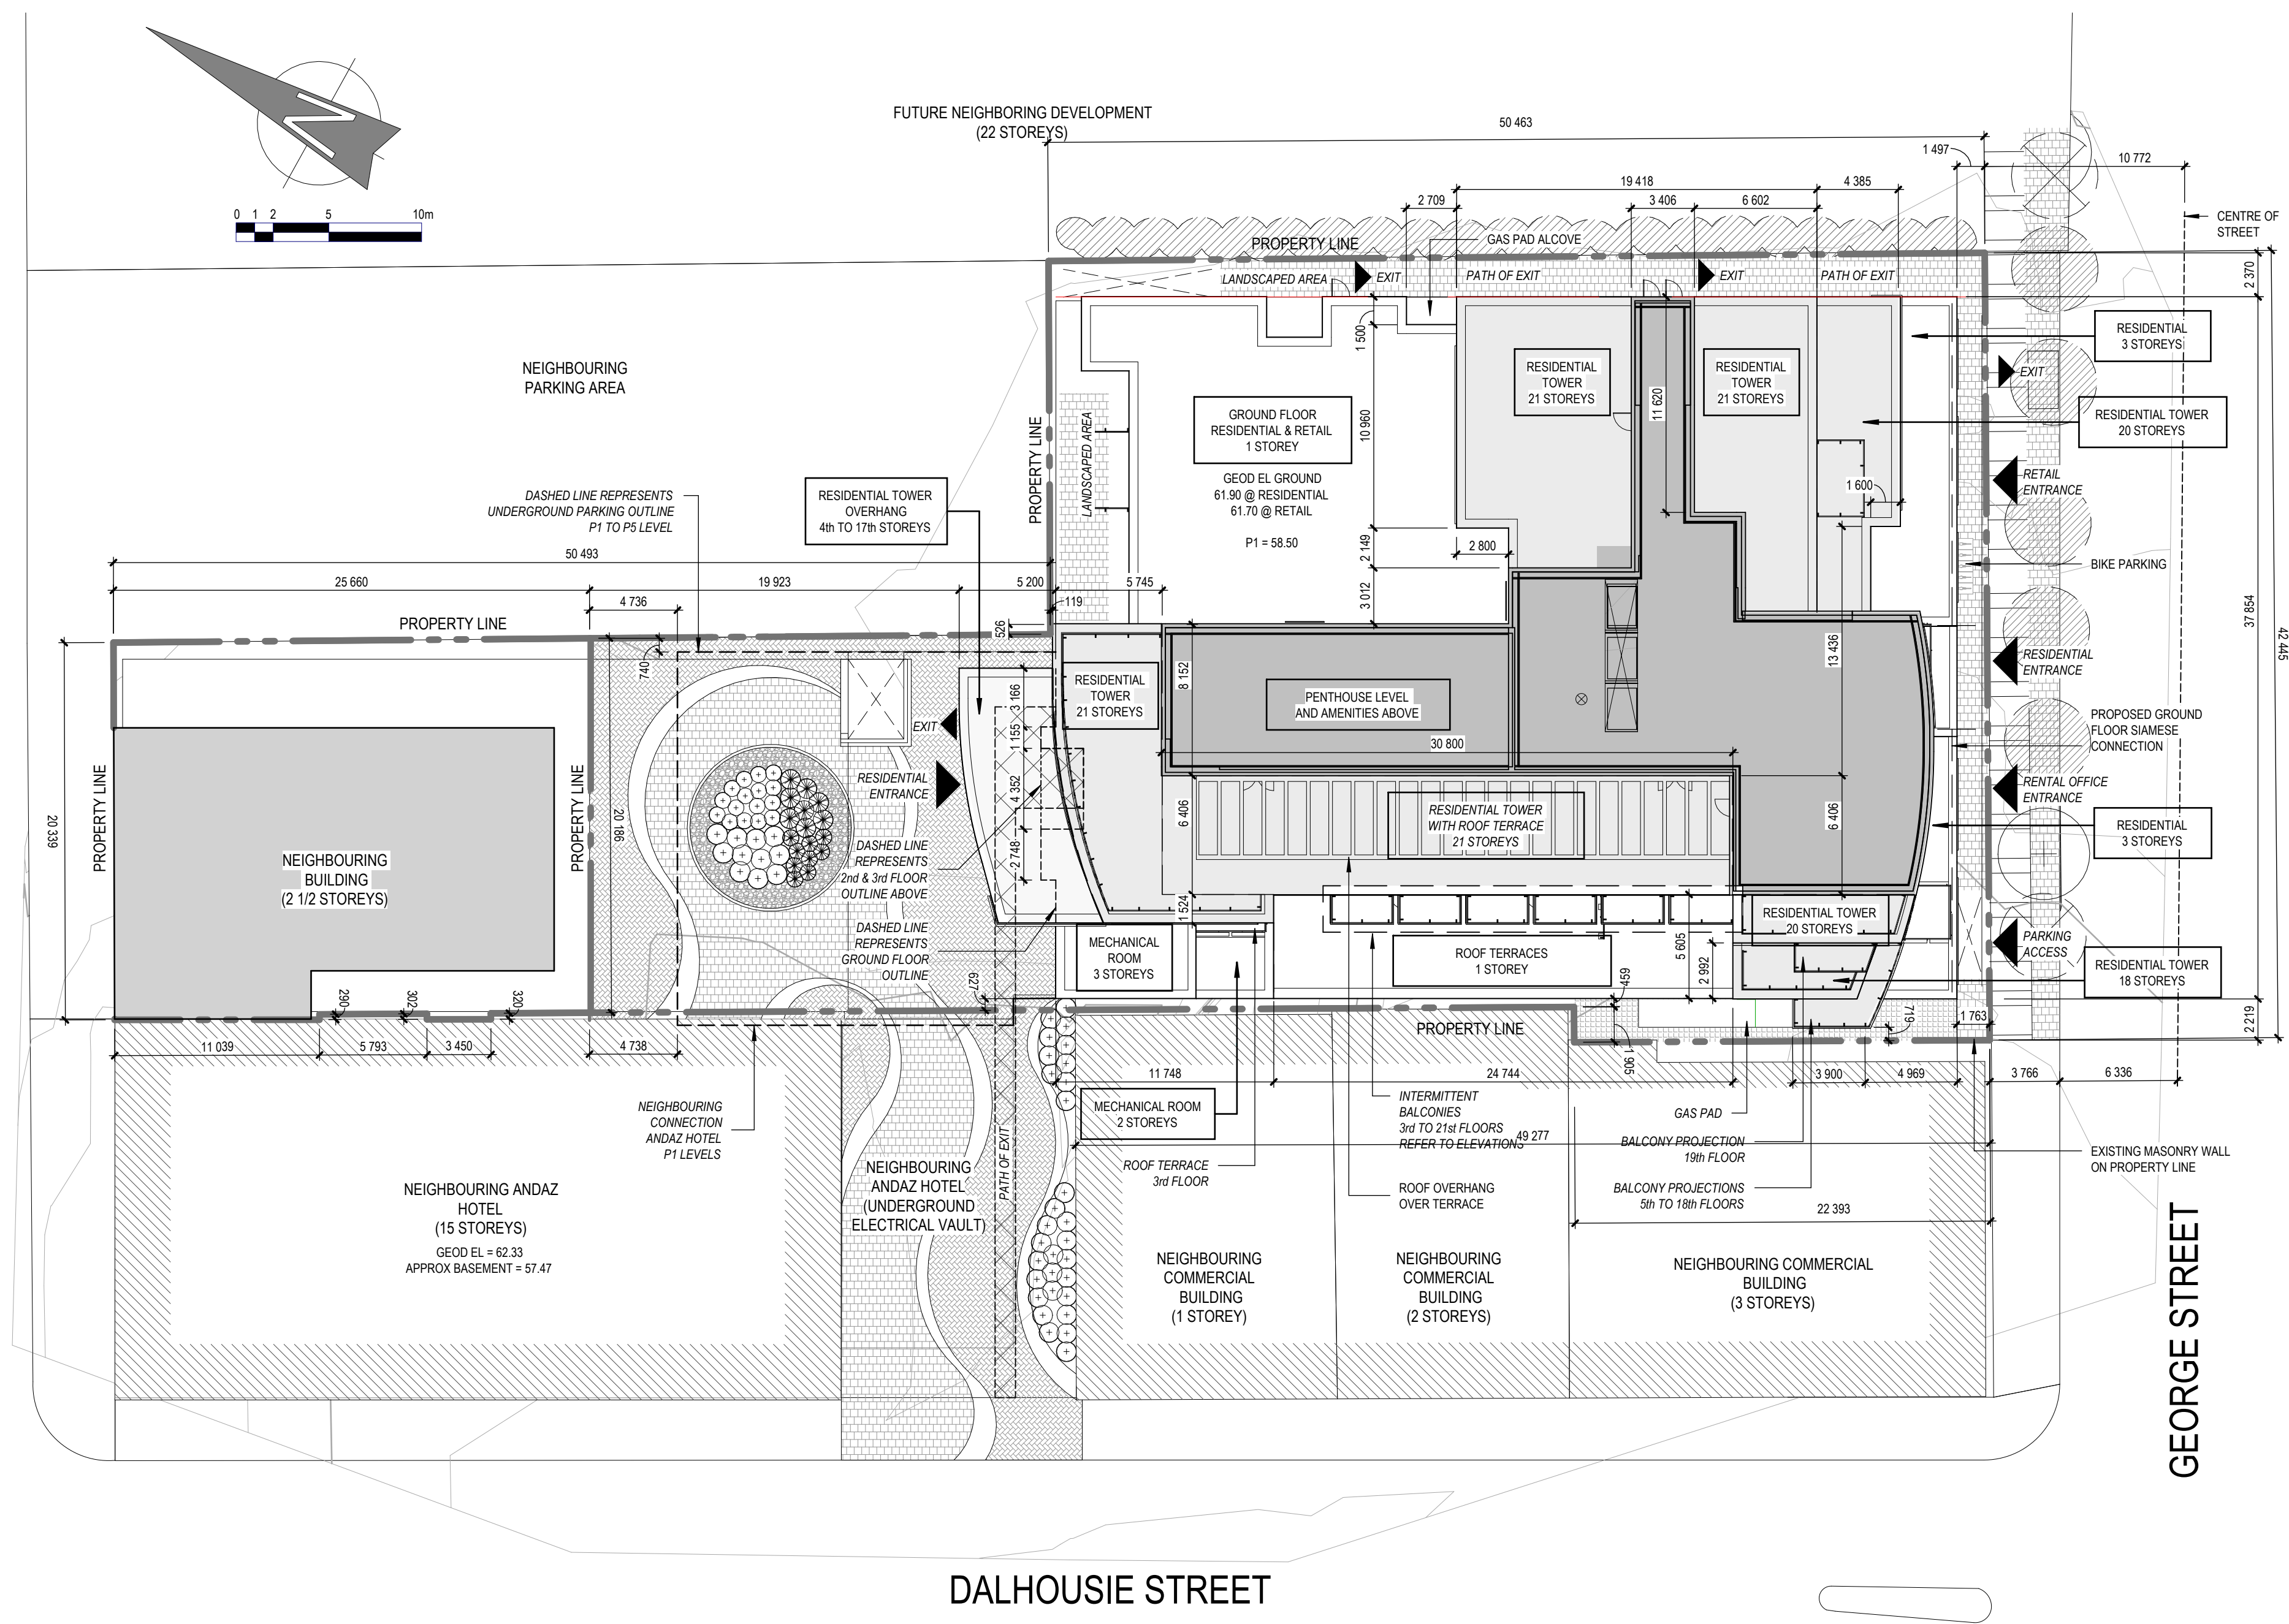 N
0 1 2 5 10m
FUTURE NEIGHBORING DEVELOPMENT
(22 STOREYS)
50 463
1 497
10 772
19 418
4 385
2 709
3 406
6 602
CENTRE OF
STREET
PROPERTY LINE
GAS PAD ALCOVE
LANDSCAPED AREA
EXIT
PATH OF EXIT
EXIT
PATH OF EXIT
2 370
RESIDENTIAL
3 STOREYS
1 500
NEIGHBOURING
PARKING AREA
RESIDENTIAL
TOWER
21 STOREYS
RESIDENTIAL
TOWER
21 STOREYS
EXIT
11 620
GROUND FLOOR
RESIDENTIAL & RETAIL
1 STOREY
GEOD EL GROUND
61.90 @ RESIDENTIAL
61.70 @ RETAIL
P1 = 58.50
10 960
RESIDENTIAL TOWER
20 STOREYS
PROPERTY LINE
LANDSCAPED AREA
RETAIL
ENTRANCE
1 600
DASHED LINE REPRESENTS
UNDERGROUND PARKING OUTLINE
P1 TO P5 LEVEL
RESIDENTIAL TOWER
OVERHANG
4th TO 17th STOREYS
2 149
2 800
50 493
BIKE PARKING
25 660
19 923
5 200
5 745
4 736
119
3 012
37 854
42 445
PROPERTY LINE
526
740
RESIDENTIAL
ENTRANCE
13 436
8 152
3 166
RESIDENTIAL
TOWER
21 STOREYS
PENTHOUSE LEVEL
AND AMENITIES ABOVE
EXIT
1 155
PROPOSED GROUND
FLOOR SIAMESE
CONNECTION
30 800
RESIDENTIAL
ENTRANCE
4 352
RENTAL OFFICE
ENTRANCE
PROPERTY LINE
PROPERTY LINE
20 339
20 186
6 406
6 406
RESIDENTIAL TOWER
WITH ROOF TERRACE
21 STOREYS
RESIDENTIAL
3 STOREYS
NEIGHBOURING
BUILDING
(2 1/2 STOREYS)
DASHED LINE
REPRESENTS
2nd & 3rd FLOOR
OUTLINE ABOVE
2 748
1 524
RESIDENTIAL TOWER
20 STOREYS
DASHED LINE
REPRESENTS
GROUND FLOOR
OUTLINE
MECHANICAL
ROOM
3 STOREYS
ROOF TERRACES
1 STOREY
5 605
2 992
PARKING
ACCESS
RESIDENTIAL TOWER
18 STOREYS
627
459
290
302
320
719
1 763
2 219
PROPERTY LINE
11 039
5 793
3 450
4 738
1 905
11 748
24 744
3 900
4 969
3 766
6 336
NEIGHBOURING
CONNECTION
ANDAZ HOTEL
P1 LEVELS
MECHANICAL ROOM
2 STOREYS
INTERMITTENT
BALCONIES
3rd TO 21st FLOORS
REFER TO ELEVATIONS
49 277
GAS PAD
BALCONY PROJECTION
19th FLOOR
EXISTING MASONRY WALL
ON PROPERTY LINE
PATH OF EXIT
ROOF TERRACE
3rd FLOOR
ROOF OVERHANG
OVER TERRACE
BALCONY PROJECTIONS
5th TO 18th FLOORS
22 393
NEIGHBOURING ANDAZ
HOTEL
(15 STOREYS)
GEOD EL = 62.33
APPROX BASEMENT = 57.47
NEIGHBOURING
ANDAZ HOTEL
(UNDERGROUND
ELECTRICAL VAULT)
NEIGHBOURING
COMMERCIAL
BUILDING
(1 STOREY)
NEIGHBOURING
COMMERCIAL
BUILDING
(2 STOREYS)
NEIGHBOURING COMMERCIAL
BUILDING
(3 STOREYS)
GEORGE STREET
DALHOUSIE STREET